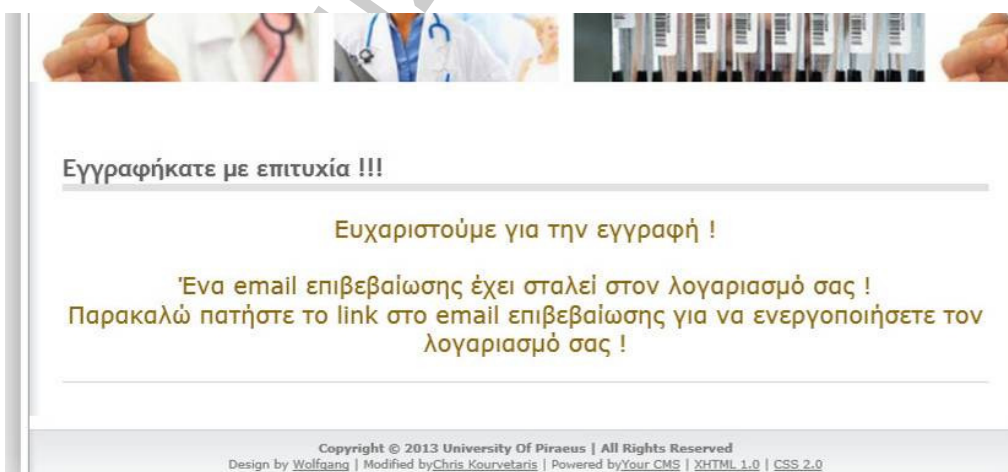 Εγγραφήκατε με επιτυχία !!!
Ευχαριστούμε για την εγγραφή !
Ένα email επιβεβαίωσης έχει σταλεί στον λογαριασμό σας !
Παρακαλώ πατήστε το link στο email επιβεβαίωσης για να ενεργοποιήσετε τον
λογαριασμό σας !
Copyright © 2013 University Of Piraeus | All Rights Reserved
Design by Wolfgang | Modified byChris Kourvetaris | Powered byYour CMS | XHTML 1.0 | CSS 2.0